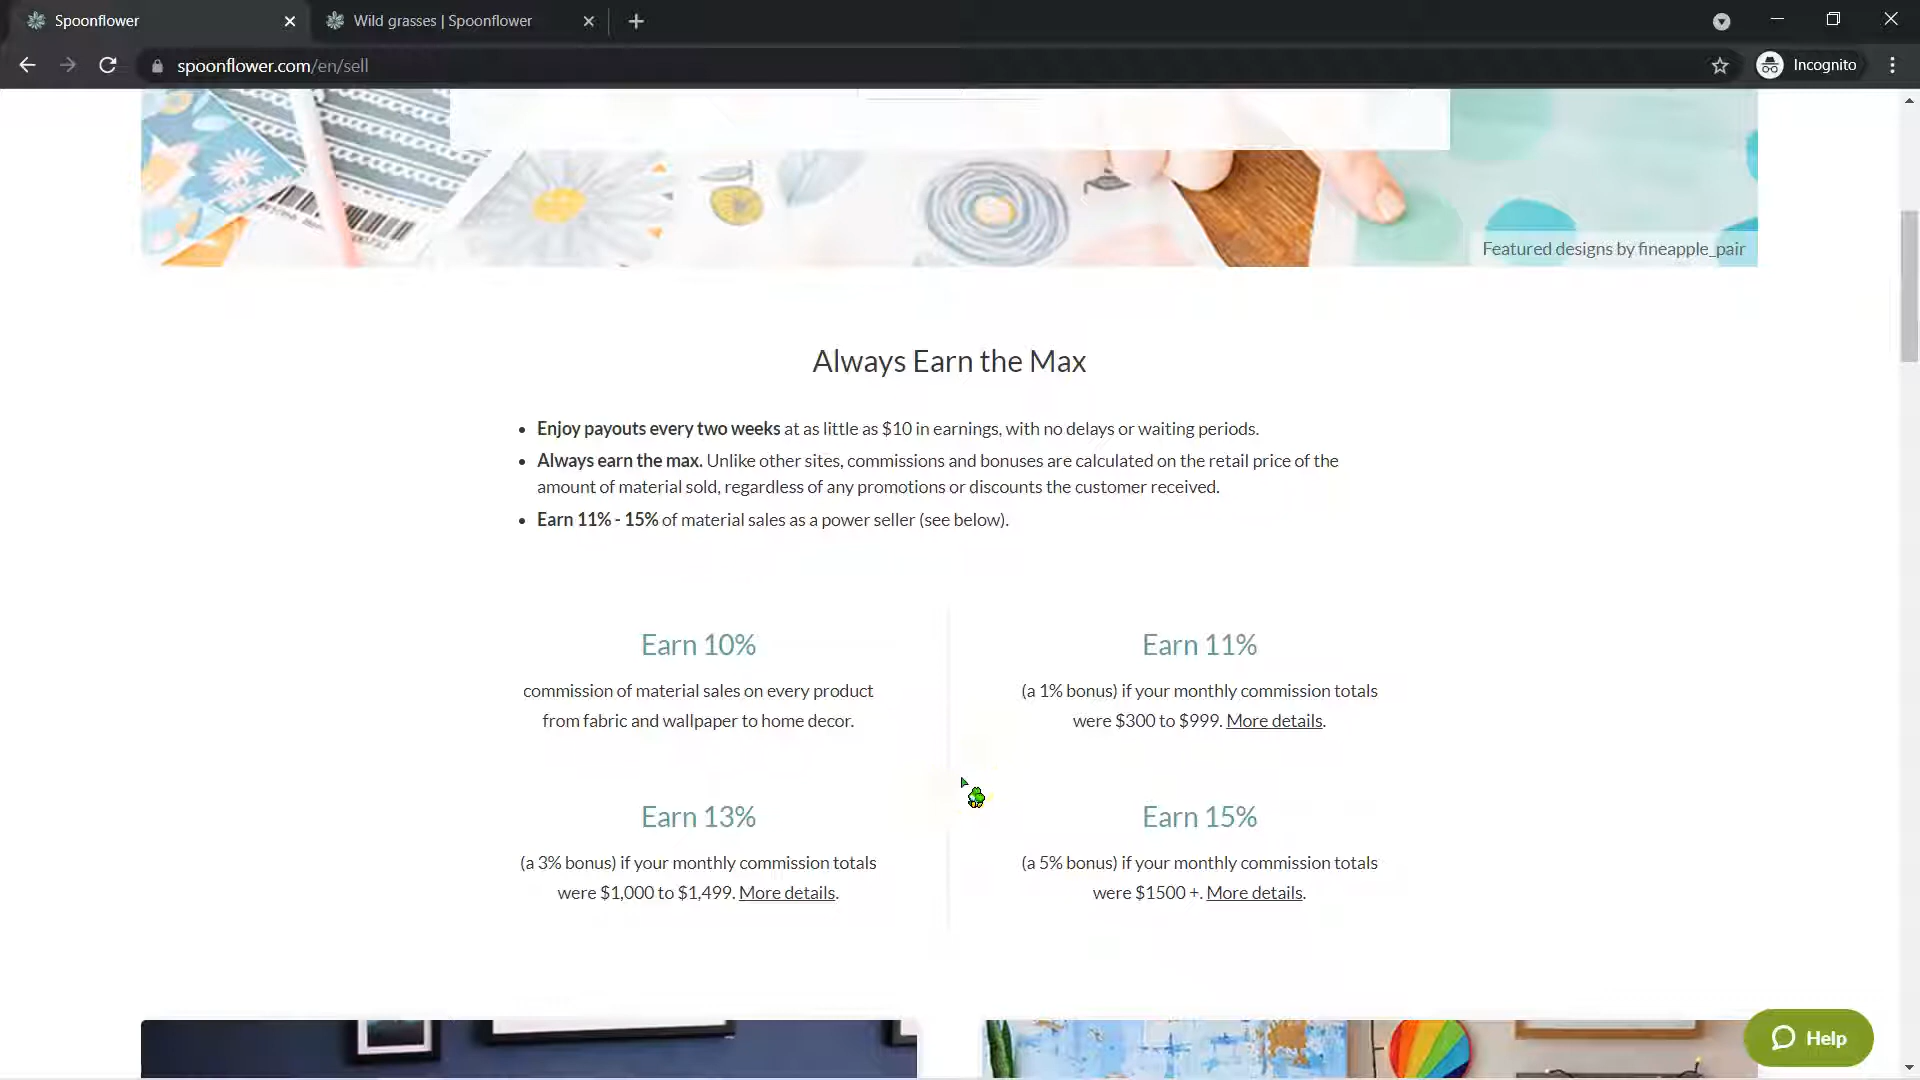 Spoonflower
Wild grasses | Spoonflower
spoonflower.com/en/sell
Incognito
Featured designs by fineapple_pair
Always Earn the Max
• Enjoy payouts every two weeks at as little as $10 in earnings, with no delays or waiting periods.
• Always earn the max. Unlike other sites, commissions and bonuses are calculated on the retail price of the
amount of material sold, regardless of any promotions or discounts the customer received.
• Earn 11% - 15% of material sales as a power seller (see below).
Earn 10%
commission of material sales on every product
from fabric and wallpaper to home decor.
Earn 11%
(a 1% bonus) if your monthly commission totals
were $300 to $999. More details.
Earn 13%
(a 3% bonus) if your monthly commission totals
were $1,000 to $1,499. More details.
Earn 15%
(a 5% bonus) if your monthly commission totals
were $1500 +. More details.
Help